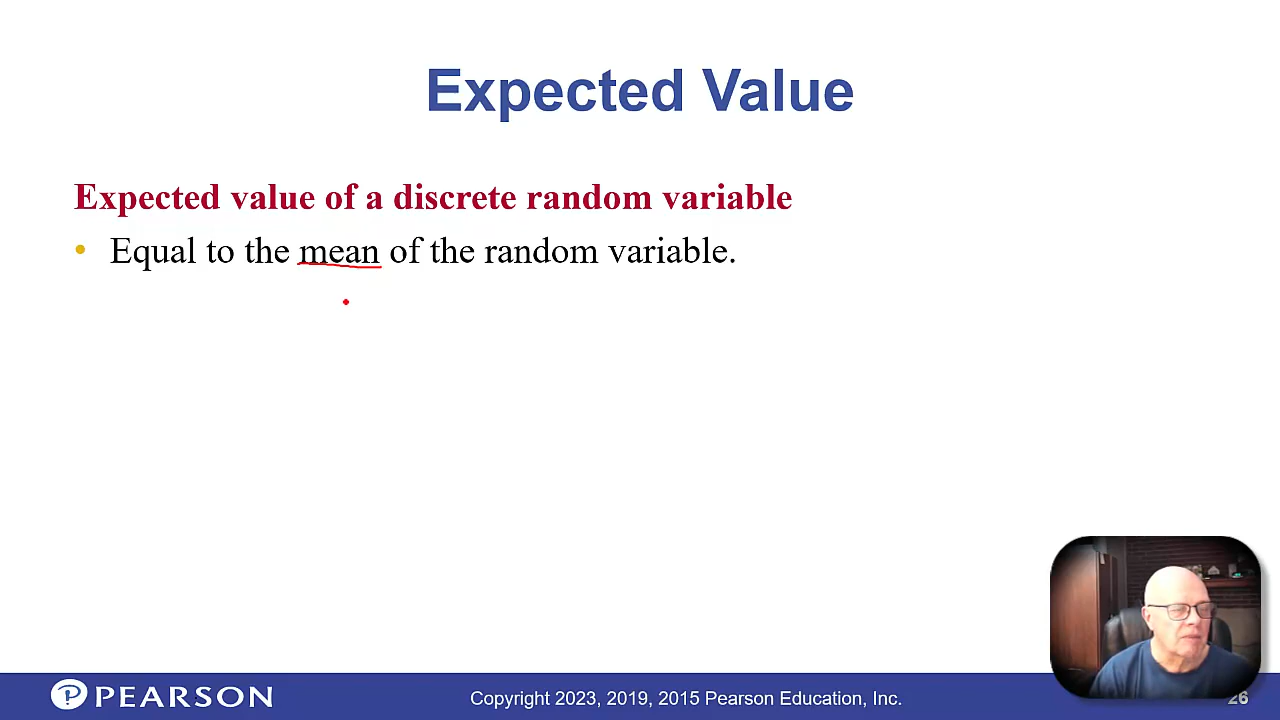 Expected Value
Expected value of a discrete random variable
• Equal to the mean of the random variable.
PEARSON
Copyright 2023, 2019, 2015 Pearson Education, Inc.
26